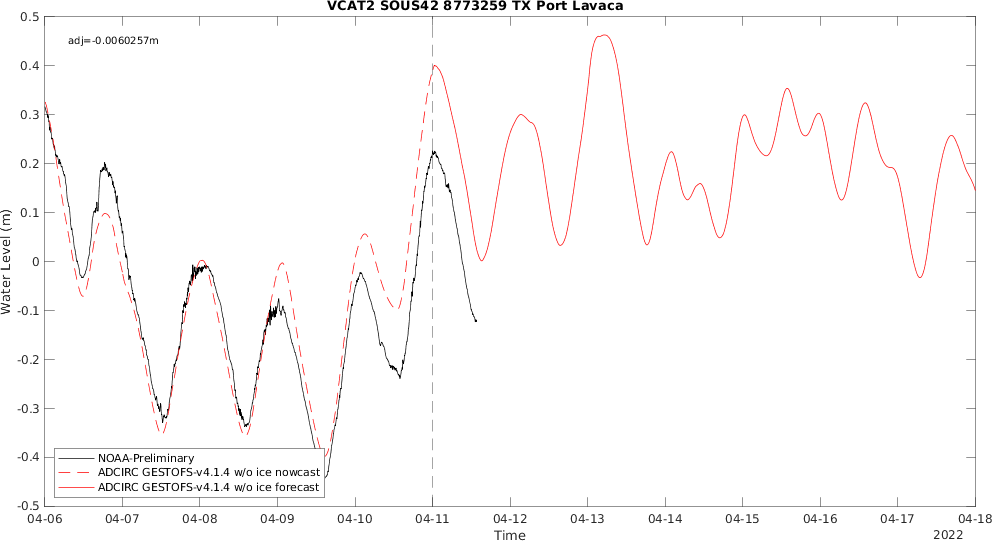 VCAT2 SOUS42 8773259 TX Port Lavaca
adj=-0.0060257m
0.5
0.4
0.3
0.2
0.1
0
-0.1
-0.2
-0.3
-0.4
-0.5
Water Level (m)
NOAA-Preliminary
ADCIRC GESTOFS-v4.1.4 w/o ice nowcast
ADCIRC GESTOFS-v4.1.4 w/o ice forecast
04-06 04-07 04-08 04-09 04-10 04-11 04-12 04-13 04-14 04-15 04-16 04-17 04-18
Time
2022